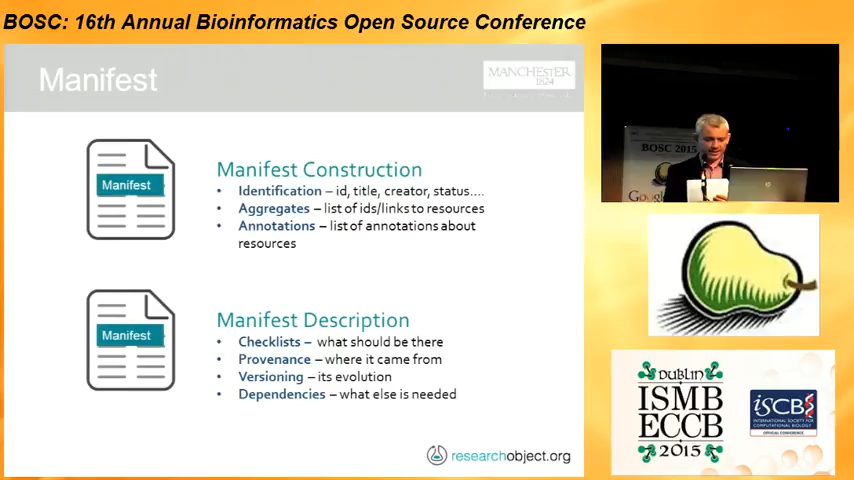 BOSC: 16th Annual Bioinformatics Open Source Conference
Manifest
MANCHESTER
1824
Manifest
Manifest Construction
• Identification – id, title, creator, status....
• Aggregates – list of ids/links to resources
• Annotations – list of annotations about
resources
Manifest
Manifest Description
• Checklists – what should be there
• Provenance – where it came from
• Versioning – its evolution
• Dependencies – what else is needed
researchobject.org
BOSC 2015
DUBLIN
ISMB
ECCB
2015
iSCB
INTERNATIONAL SOCIETY FOR
COMPUTATIONAL BIOLOGY
OFFICIAL CONFERENCE